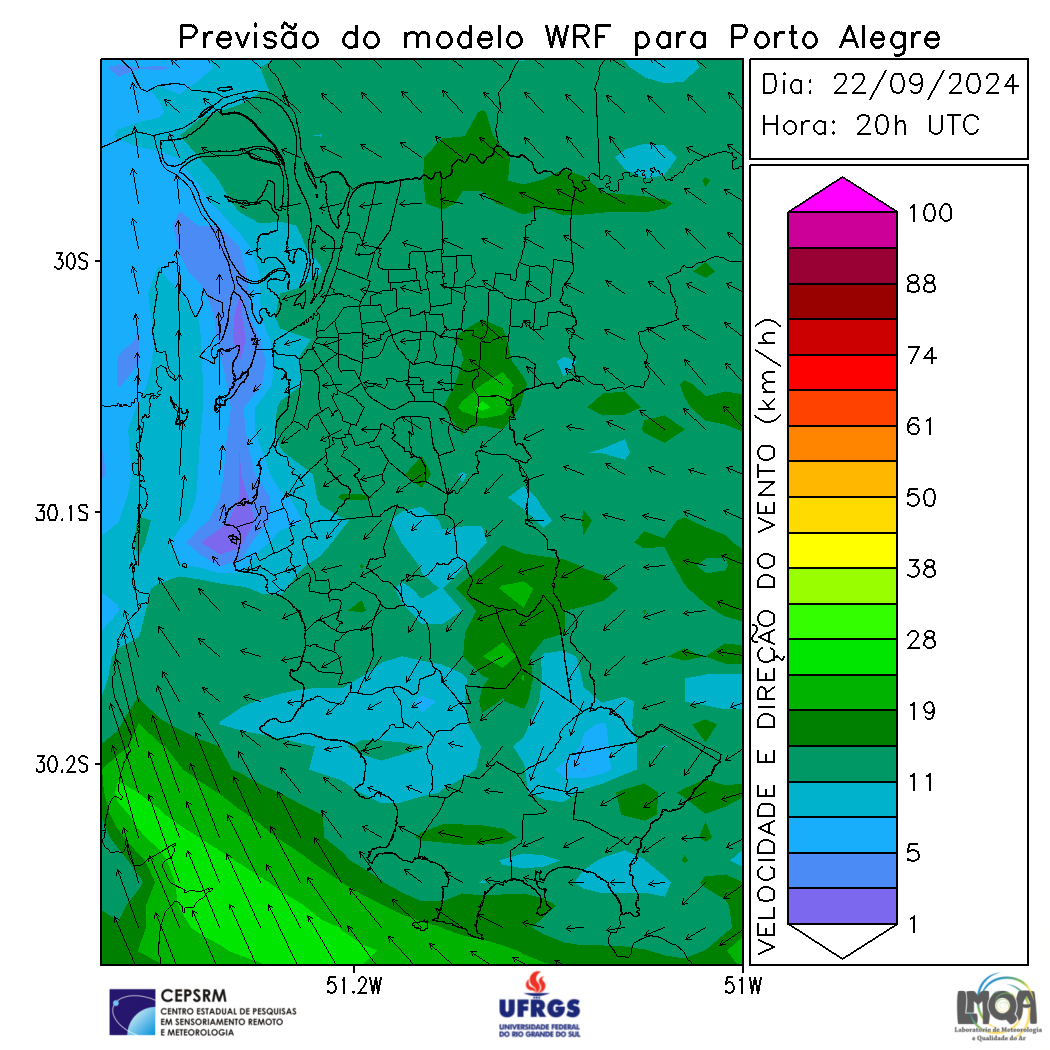 Previsão do modelo WRF para Porto Alegre
Dia: 22/09/2024
Hora: 20h UTC
30S
30.1S
30.2S
51.2W
51W
VELOCIDADE E DIREÇÃO DO VENTO (km/h)
100
88
74
61
50
38
28
19
11
5
1
CEPSRM
CENTRO ESTADUAL DE PESQUISAS
EM SENSORIAMENTO REMOTO
E METEOROLOGIA
UFRGS
UNIVERSIDADE FEDERAL
DO RIO GRANDE DO SUL
LMQA
Laboratório de Meteorologia
e Qualidade do Ar